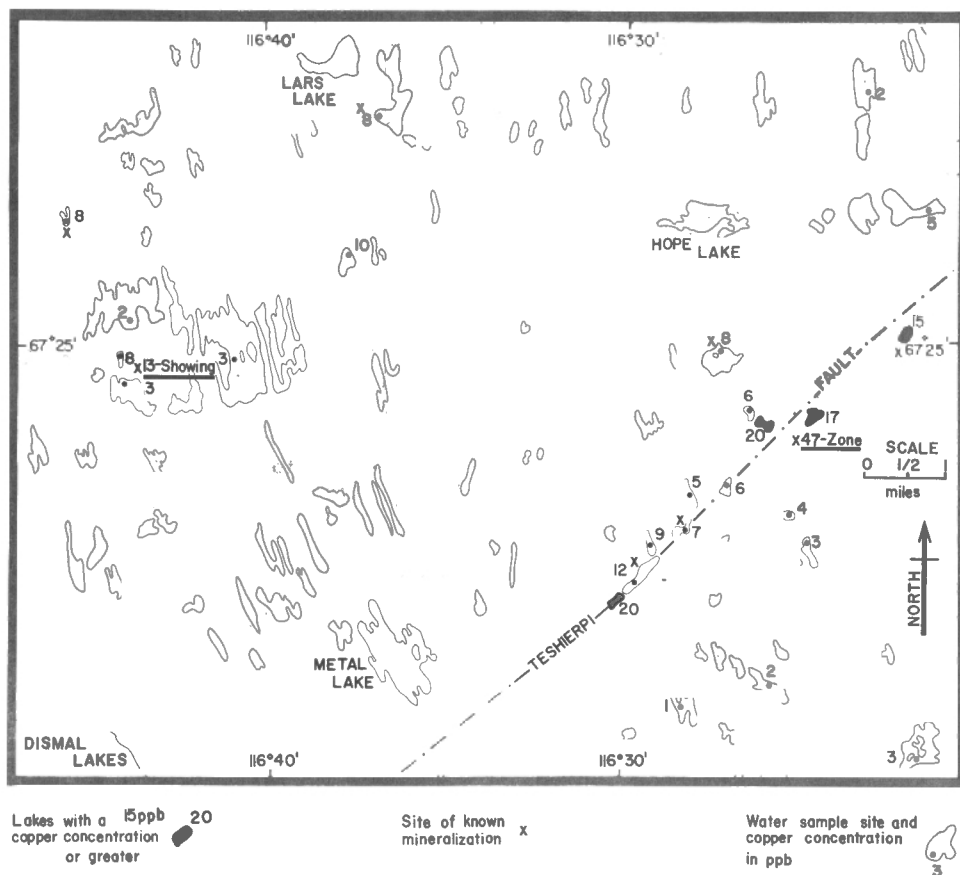 116°40'
116°30'
LARS
LAKE
x
8
2
8
x
5
HOPE LAKE
10
2
15
67°25'
x 67 25'
x 8
8
x13-Showing
3
3
FAULT
6
20
17
x47-Zone
SCALE
0 1/2 1
miles
5
6
4
x
7
9
3
x
12
20
NORTH
TESHIERPI
METAL
LAKE
2
1
3
DISMAL
LAKES
116°40'
116°30'
Lakes with a 15ppb 20
copper concentration
or greater
Site of known x
mineralization
Water sample site and
copper concentration
in ppb
3